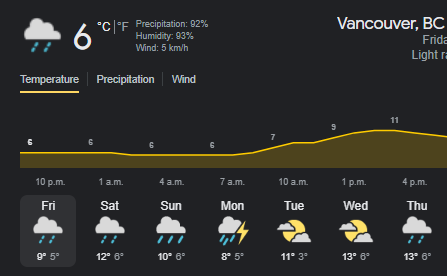 6 °C | °F
Precipitation: 92%
Humidity: 93%
Wind: 5 km/h
Vancouver, BC
Frida
Light ra
Temperature | Precipitation | Wind
6 6 6 6 7 9 11
10 p.m. 1 a.m. 4 a.m. 7 a.m. 10 a.m. 1 p.m. 4 p.m.
Fri Sat Sun Mon Tue Wed Thu
9° 5° 12° 6° 10° 6° 8° 5° 11° 3° 13° 6° 13° 6°